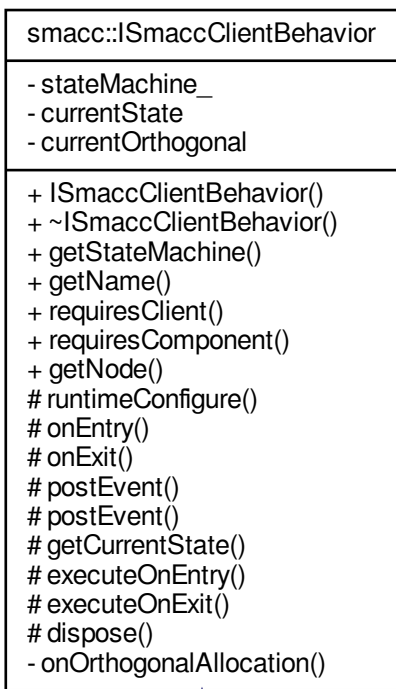 smacc::ISmaccClientBehavior
- stateMachine_
- currentState
- currentOrthogonal
+ ISmaccClientBehavior()
+ ~ISmaccClientBehavior()
+ getStateMachine()
+ getName()
+ requiresClient()
+ requiresComponent()
+ getNode()
# runtimeConfigure()
# onEntry()
# onExit()
# postEvent()
# postEvent()
# getCurrentState()
# executeOnEntry()
# executeOnExit()
# dispose()
- onOrthogonalAllocation()